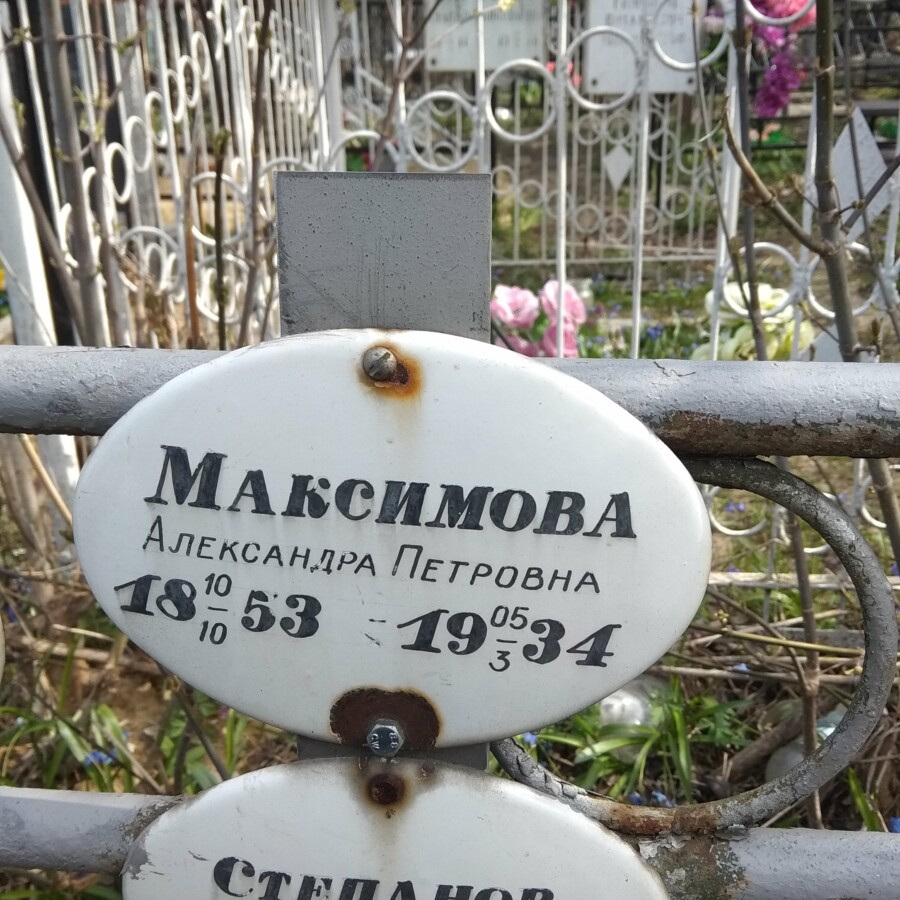 Максимова
Александра Петровна
18 10/10 53 - 19 05/3 34
Степанов